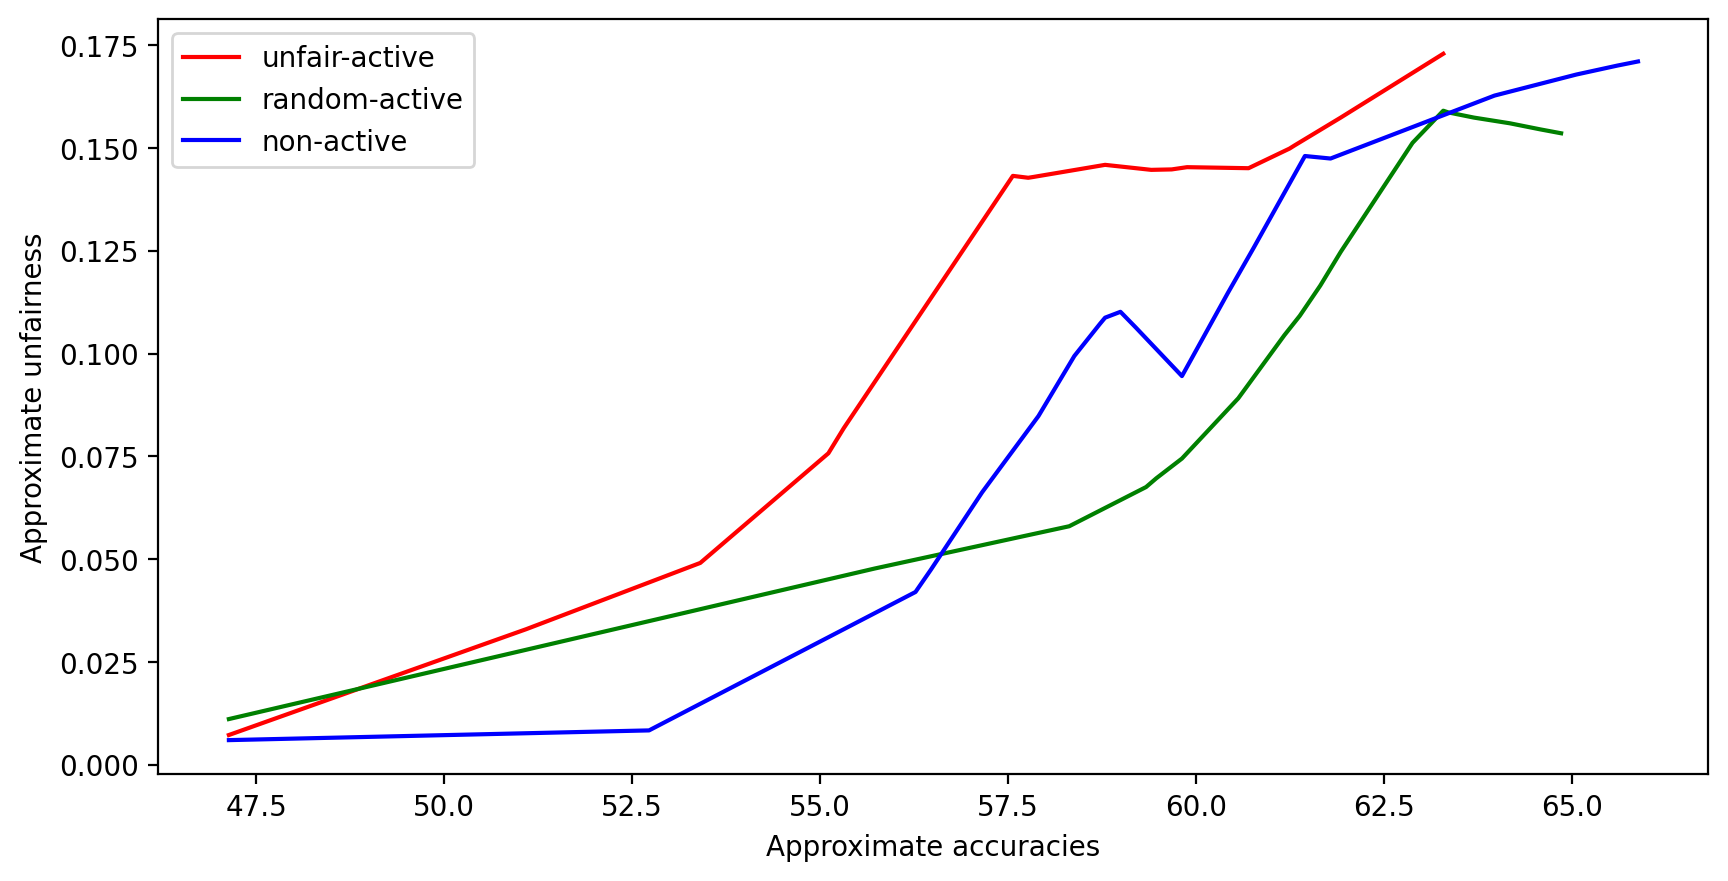 unfair-active
random-active
non-active
Approximate unfairness
0.175
0.150
0.125
0.100
0.075
0.050
0.025
0.000
47.5 50.0 52.5 55.0 57.5 60.0 62.5 65.0
Approximate accuracies